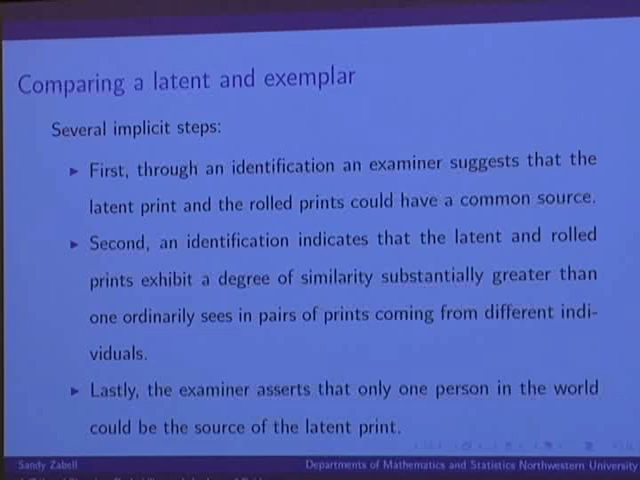 Comparing a latent and exemplar
Several implicit steps:
► First, through an identification an examiner suggests that the
latent print and the rolled prints could have a common source.
► Second, an identification indicates that the latent and rolled
prints exhibit a degree of similarity substantially greater than
one ordinarily sees in pairs of prints coming from different indi-
viduals.
► Lastly, the examiner asserts that only one person in the world
could be the source of the latent print.
Sandy Zabell
Departments of Mathematics and Statistics Northwestern University